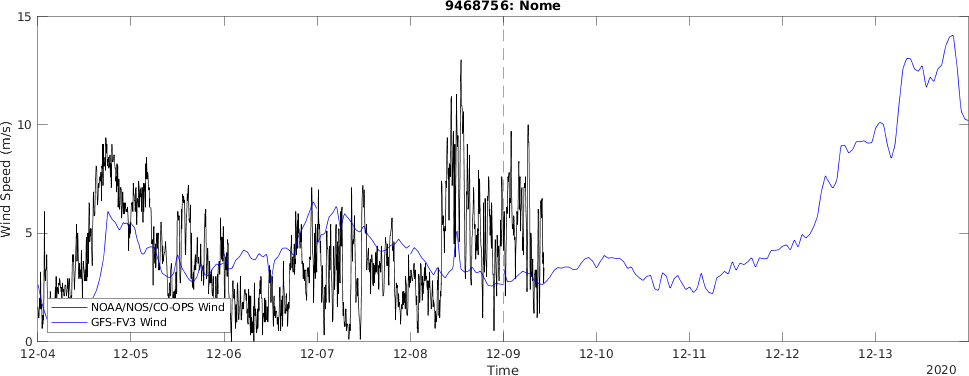 9468756: Nome
15
10
5
0
Wind Speed (m/s)
NOAA/NOS/CO-OPS Wind
GFS-FV3 Wind
12-04 12-05 12-06 12-07 12-08 12-09 12-10 12-11 12-12 12-13
Time
2020